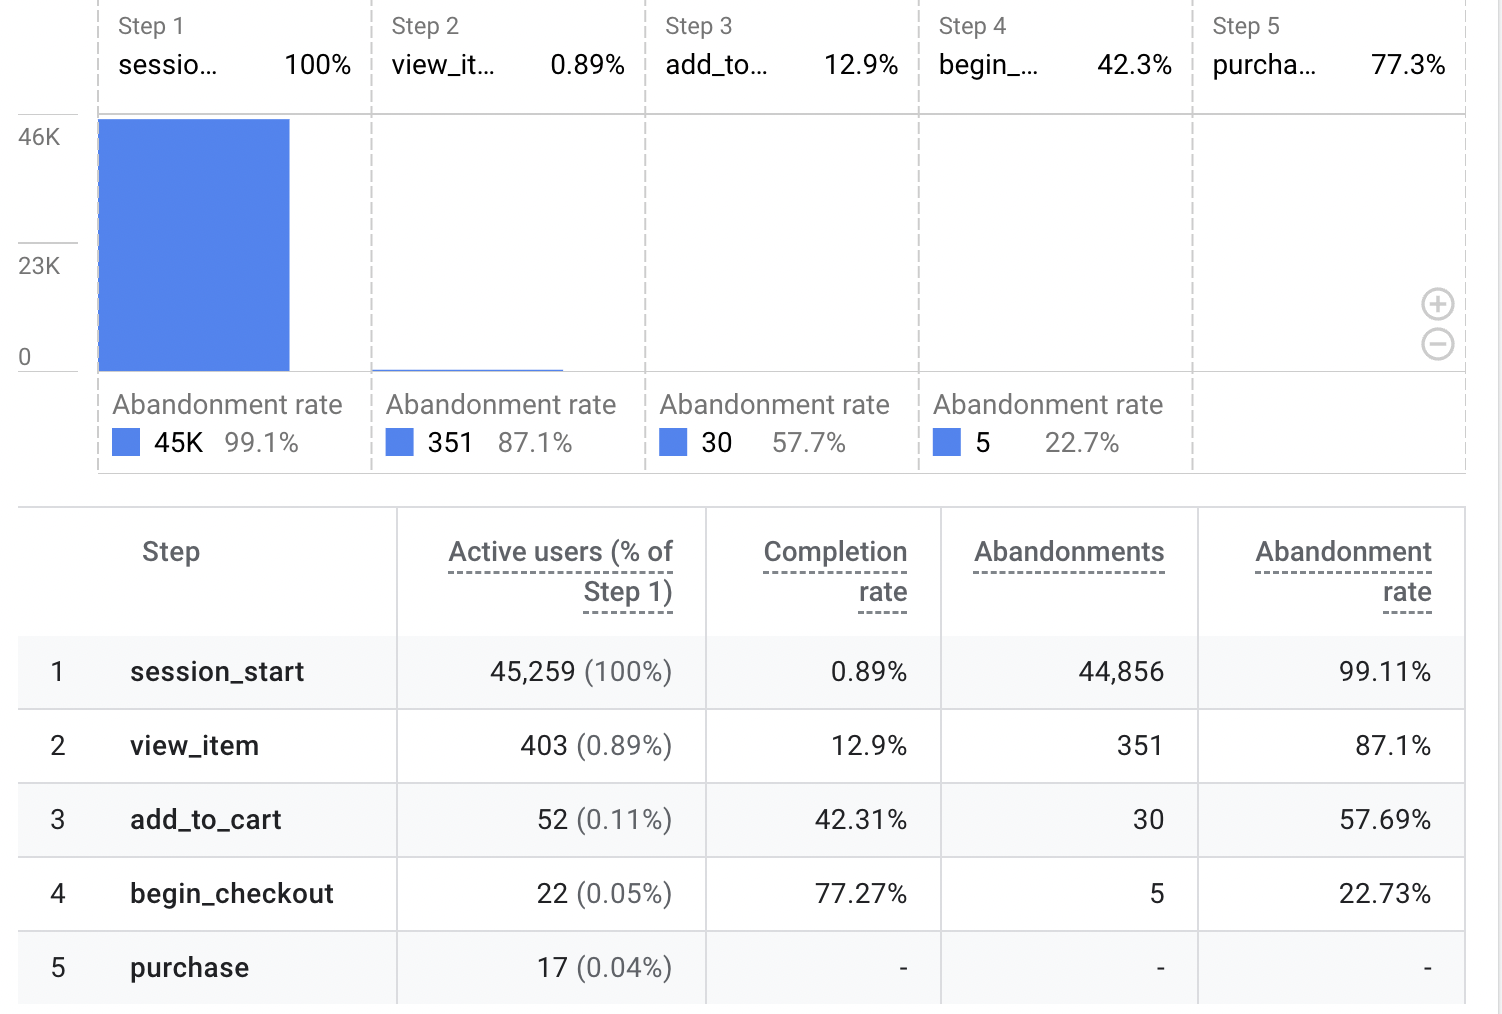 Step 1 Step 2 Step 3 Step 4 Step 5
sessio... 100% view_it... 0.89% add_to... 12.9% begin_... 42.3% purcha... 77.3%
46K
23K
0
Abandonment rate Abandonment rate Abandonment rate Abandonment rate
45K 99.1% 351 87.1% 30 57.7% 5 22.7%
Step Active users (% of Step 1) Completion rate Abandonments Abandonment rate
1 session_start 45,259 (100%) 0.89% 44,856 99.11%
2 view_item 403 (0.89%) 12.9% 351 87.1%
3 add_to_cart 52 (0.11%) 42.31% 30 57.69%
4 begin_checkout 22 (0.05%) 77.27% 5 22.73%
5 purchase 17 (0.04%) - - -